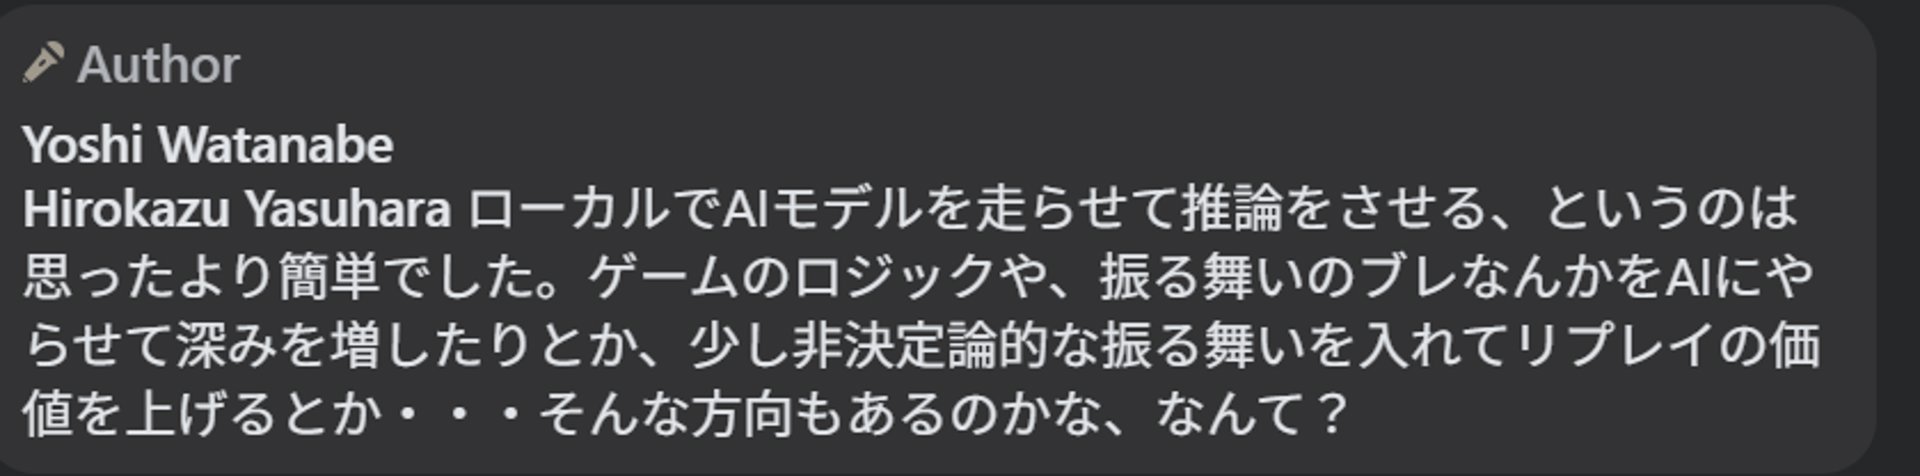 Author
Yoshi Watanabe
Hirokazu Yasuhara ローカルでAIモデルを走らせて推論をさせる、というのは
思ったより簡単でした。ゲームのロジックや、振る舞いのブレなんかをAIにや
らせて深みを増したりとか、少し非決定論的な振る舞いを入れてリプレイの価
値を上げるとか・・・そんな方向もあるのかな、なんて？